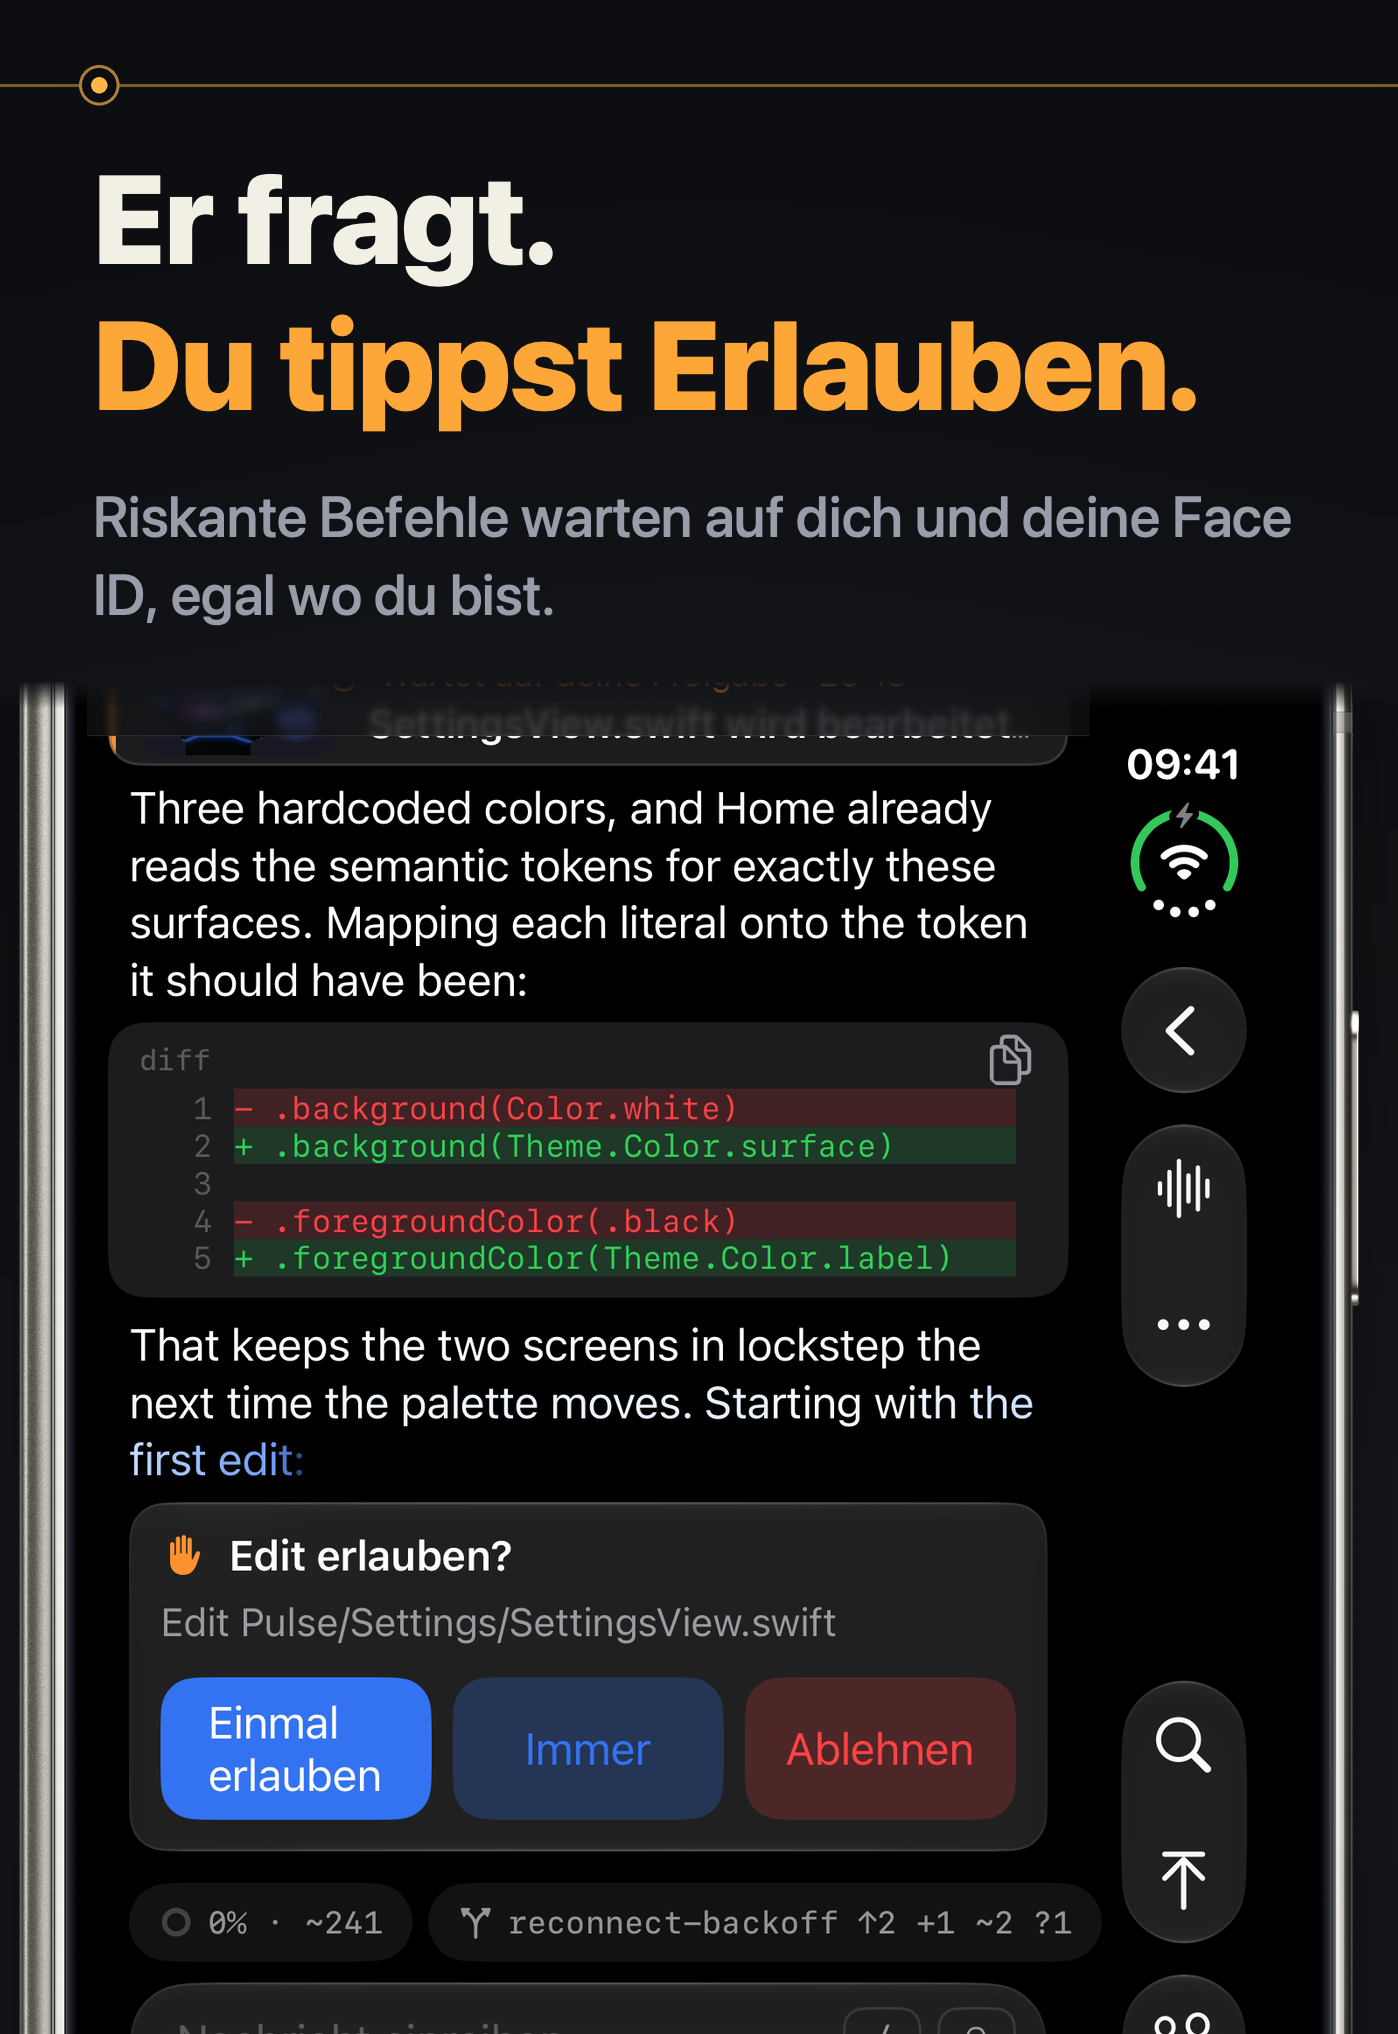 Er fragt.
Du tippst Erlauben.
Riskante Befehle warten auf dich und deine Face
ID, egal wo du bist.
SettingsView.swift wird bearbeitet…
09:41
Three hardcoded colors, and Home already
reads the semantic tokens for exactly these
surfaces. Mapping each literal onto the token
it should have been:
diff
1 − .background(Color.white)
2 + .background(Theme.Color.surface)
3
4 − .foregroundColor(.black)
5 + .foregroundColor(Theme.Color.label)
That keeps the two screens in lockstep the
next time the palette moves. Starting with the
first edit:
Edit erlauben?
Edit Pulse/Settings/SettingsView.swift
Einmal
erlauben
Immer
Ablehnen
0% · ~241
reconnect-backoff ↑2 +1 ~2 ?1